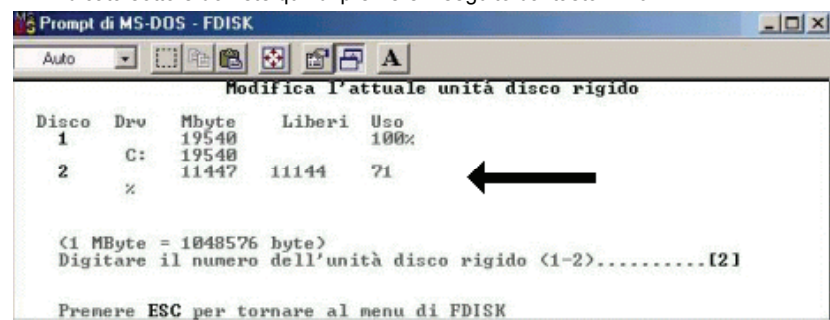 Prompt di MS-DOS - FDISK
Auto
A
Modifica l'attuale unità disco rigido
Disco Drv Mbyte Liberi Uso
1 19540 100%
C: 19540
2 11447 11144 71
%
(1 MByte = 1048576 byte)
Digitare il numero dell'unità disco rigido (1-2)..........[2]
Premere ESC per tornare al menu di FDISK